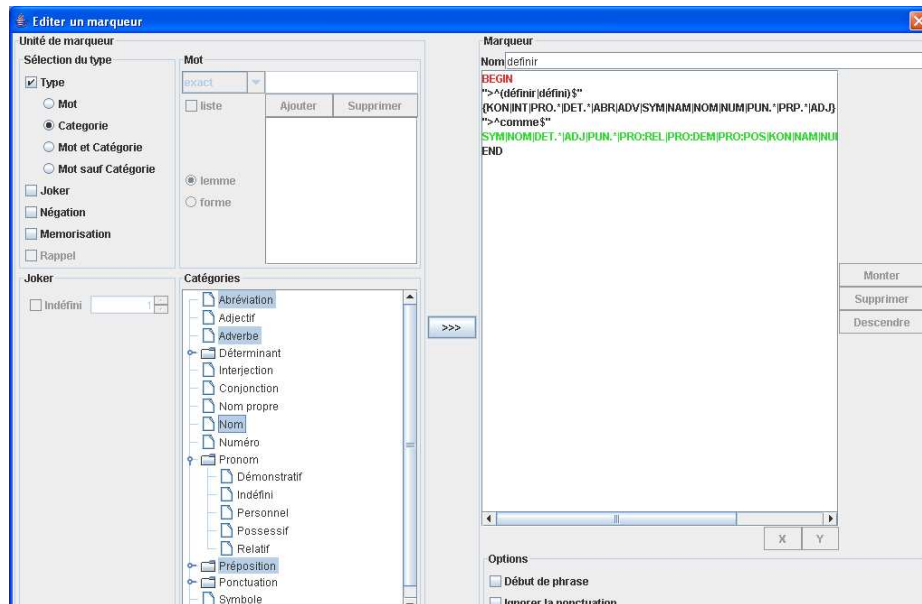 Editer un marqueur
Unité de marqueur
Sélection du type
Type
Mot
Categorie
Mot et Catégorie
Mot sauf Catégorie
Joker
Négation
Memorisation
Rappel
Mot
exact
liste
Ajouter
Supprimer
lemme
forme
Joker
Indéfini
1
Catégories
Abréviation
Adjectif
Adverbe
Déterminant
Interjection
Conjonction
Nom propre
Nom
Numéro
Pronom
Démonstratif
Indéfini
Personnel
Possessif
Relatif
Préposition
Ponctuation
Symbole
>>>
Marqueur
Nom definir
BEGIN
">^(définir|défini)$"
{KON|INT|PRO.*|DET.*|ABR|ADV|SYM|NAM|NOM|NUM|PUN.*|PRP.*|ADJ}
">^comme$"
SYM|NOM|DET.*|ADJ|PUN.*|PRO:REL|PRO:DEM|PRO:POS|KON|NAM|NU
END
Monter
Supprimer
Descendre
X
Y
Options
Début de phrase
Ignorer la ponctuation